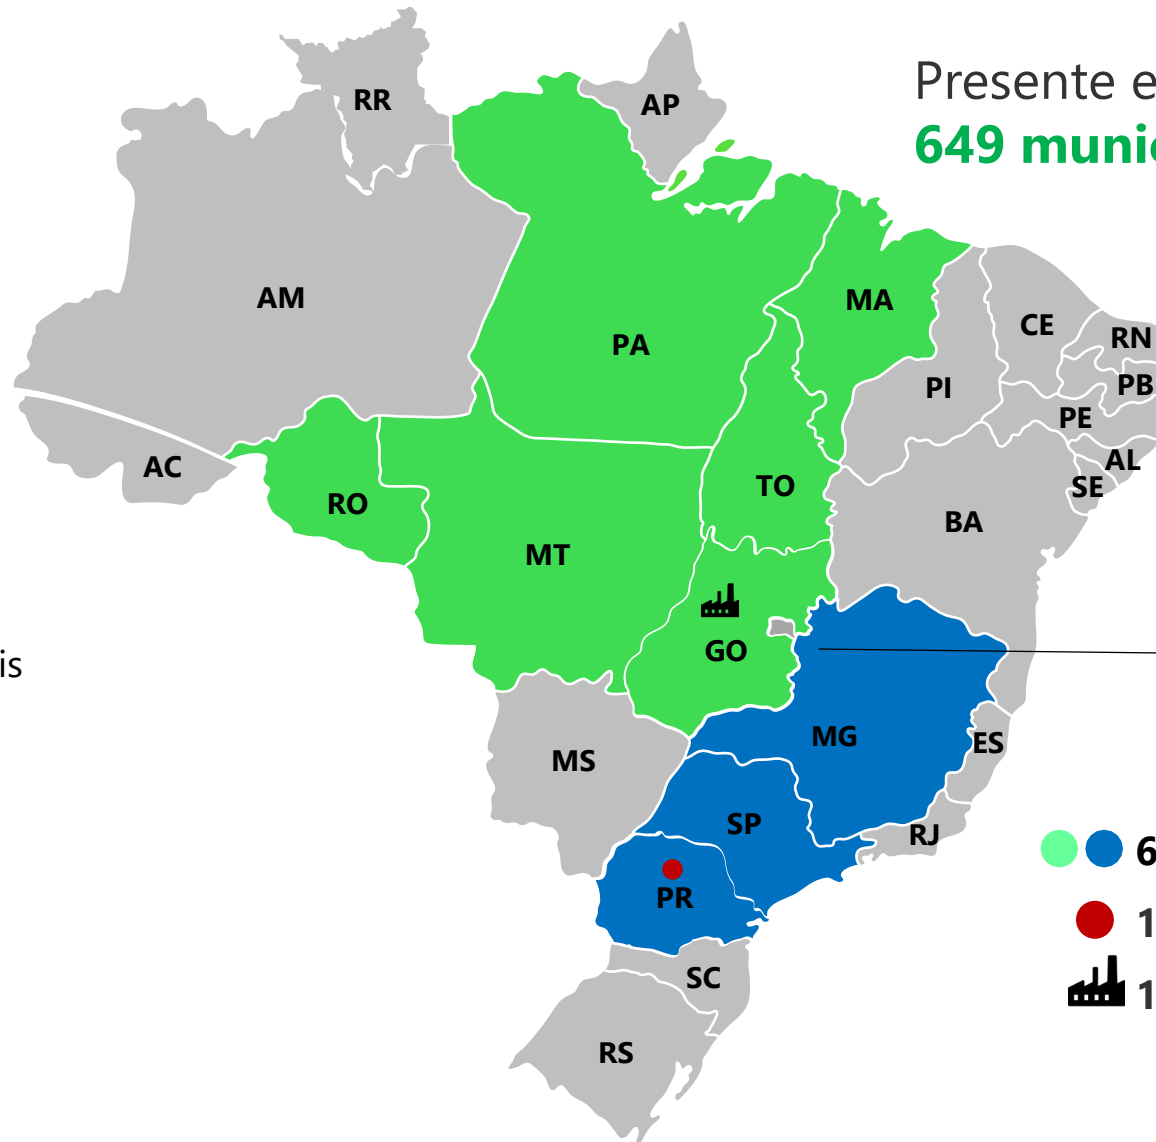 Presente e
649 munic
RR
AP
AM
PA
MA
CE
RN
PI
PB
PE
AC
TO
AL
RO
SE
BA
MT
GO
is
MG
ES
MS
SP
RJ
6
PR
1
SC
1
RS